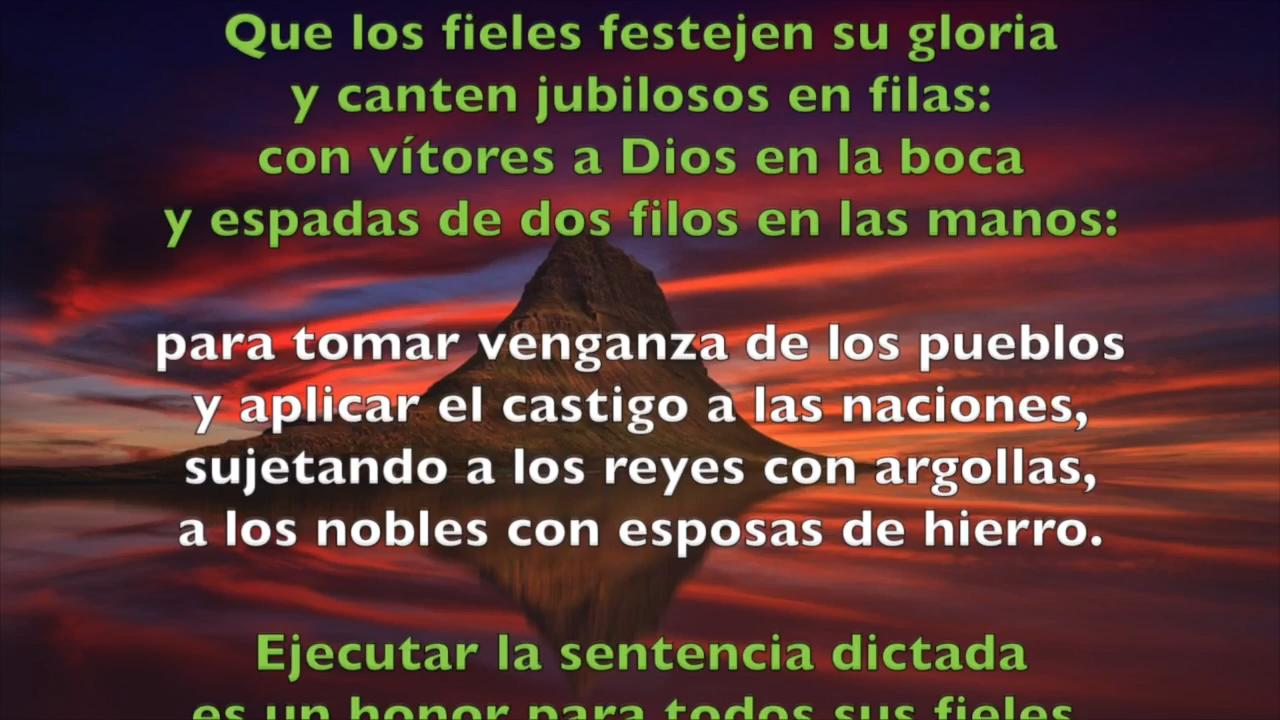 Que los fieles festejen su gloria
y canten jubilosos en filas:
con vítores a Dios en la boca
y espadas de dos filos en las manos:
para tomar venganza de los pueblos
y aplicar el castigo a las naciones,
sujetando a los reyes con argollas,
a los nobles con esposas de hierro.
Ejecutar la sentencia dictada
es un honor para todos sus fieles